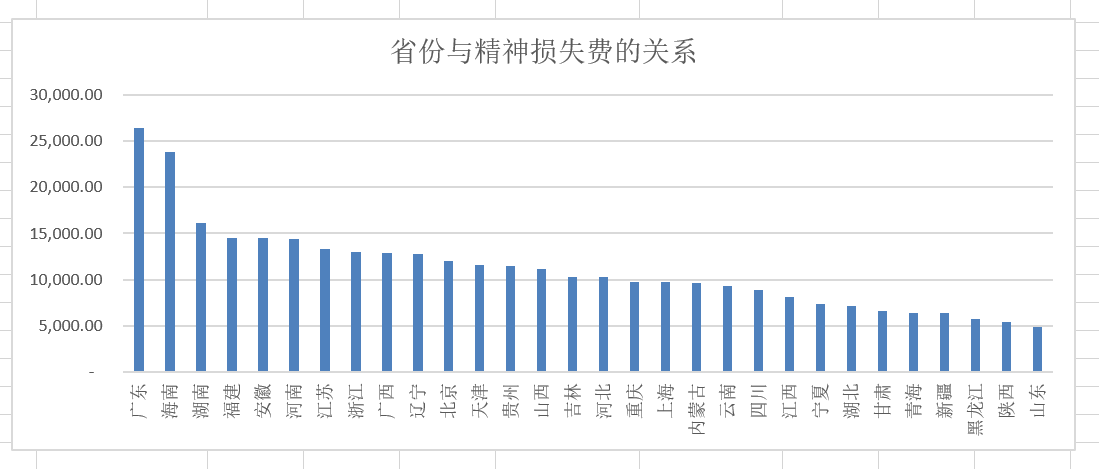 省份与精神损失费的关系
30,000.00
25,000.00
20,000.00
15,000.00
10,000.00
5,000.00
-
广东
海南
湖南
福建
安徽
河南
江苏
浙江
广西
辽宁
北京
天津
贵州
山西
吉林
河北
重庆
上海
内蒙古
云南
四川
江西
宁夏
湖北
甘肃
青海
新疆
黑龙江
陕西
山东